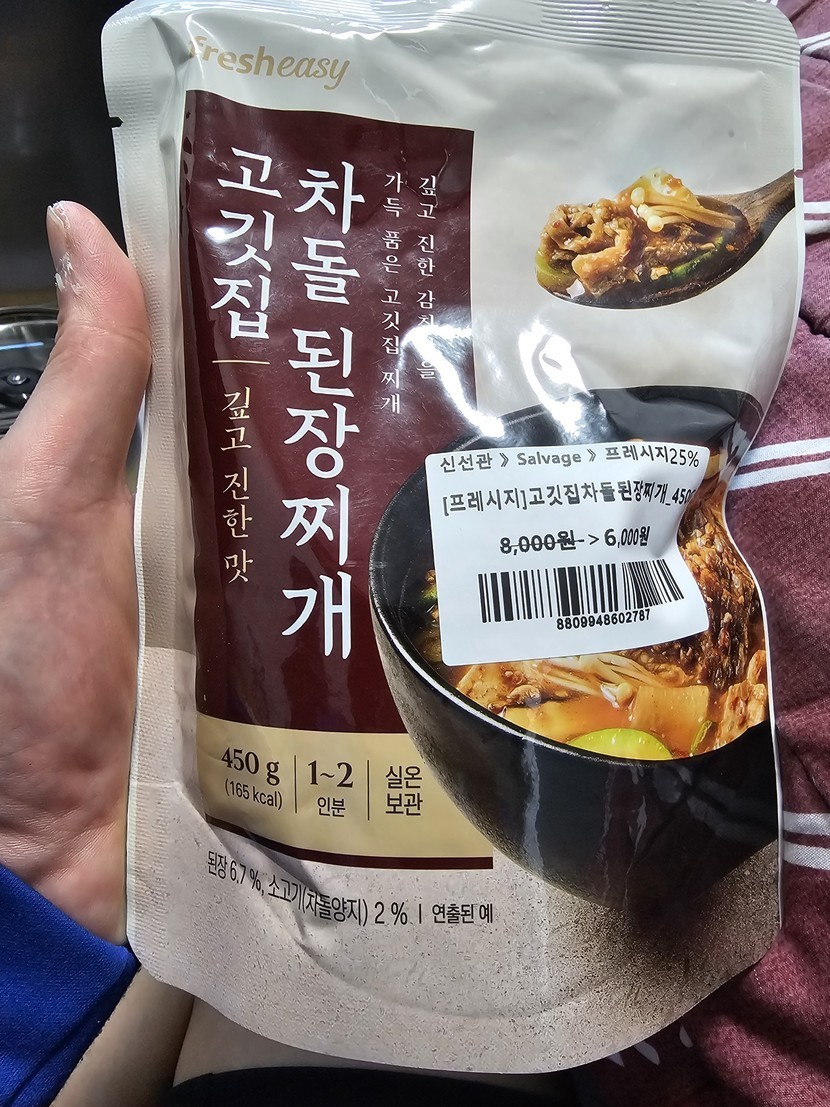 fresheasy
깊고 진한 감칠맛을
가득 품은 고깃집 찌개
차돌 된장찌개
고깃집
깊고 진한 맛
신선관 》 Salvage 》 프레시지25%
[프레시지]고깃집차돌된장찌개_450
8,000원-> 6,000원
8809948602787
450 g
(165 kcal)
1~2
인분
실온
보관
된장 6.7 %, 소고기(차돌양지) 2 % | 연출된 예